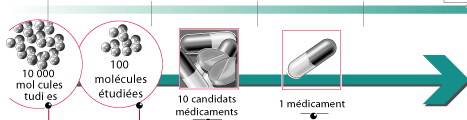 10 000
mol cules
tudi es
100
molécules
étudiées
10 candidats
médicaments
1 médicament